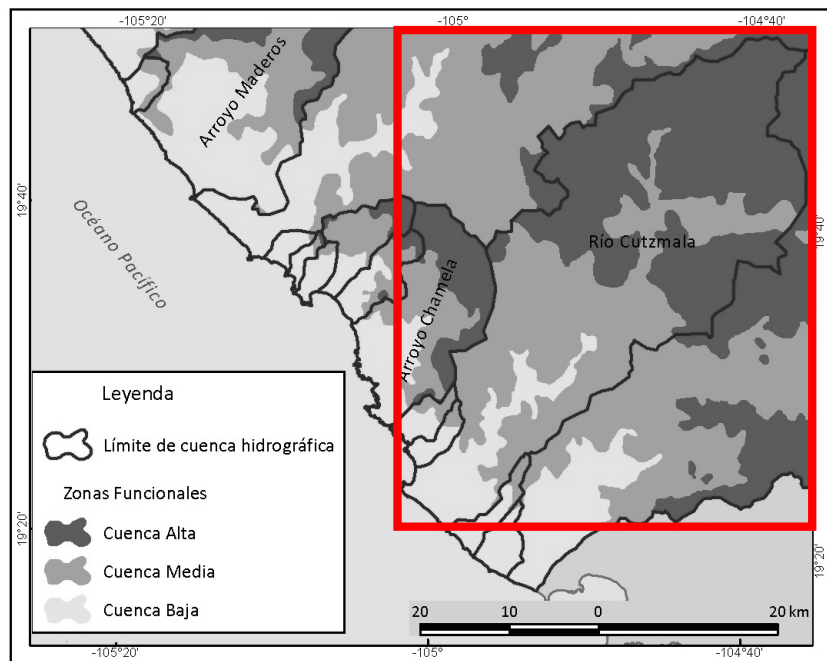 -105°20'
-105°
-104°40'
Arroyo Maderos
19°40'
Océano Pacífico
19°40'
Río Cutzmala
Arroyo Chamela
Leyenda
Límite de cuenca hidrográfica
Zonas Funcionales
Cuenca Alta
Cuenca Media
Cuenca Baja
19°20'
19°20'
20 10 0 20 km
-105°20'
-105°
-104°40'